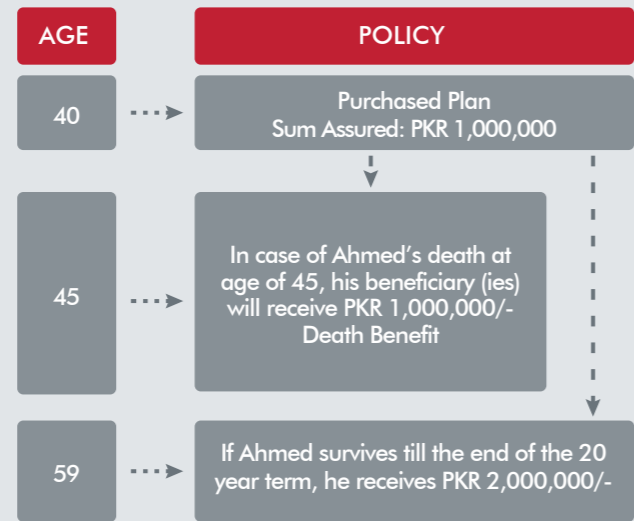 AGE
POLICY
40
Purchased Plan
Sum Assured: PKR 1,000,000
45
In case of Ahmed's death at
age of 45, his beneficiary (ies)
will receive PKR 1,000,000/-
Death Benefit
59
If Ahmed survives till the end of the 20
year term, he receives PKR 2,000,000/-